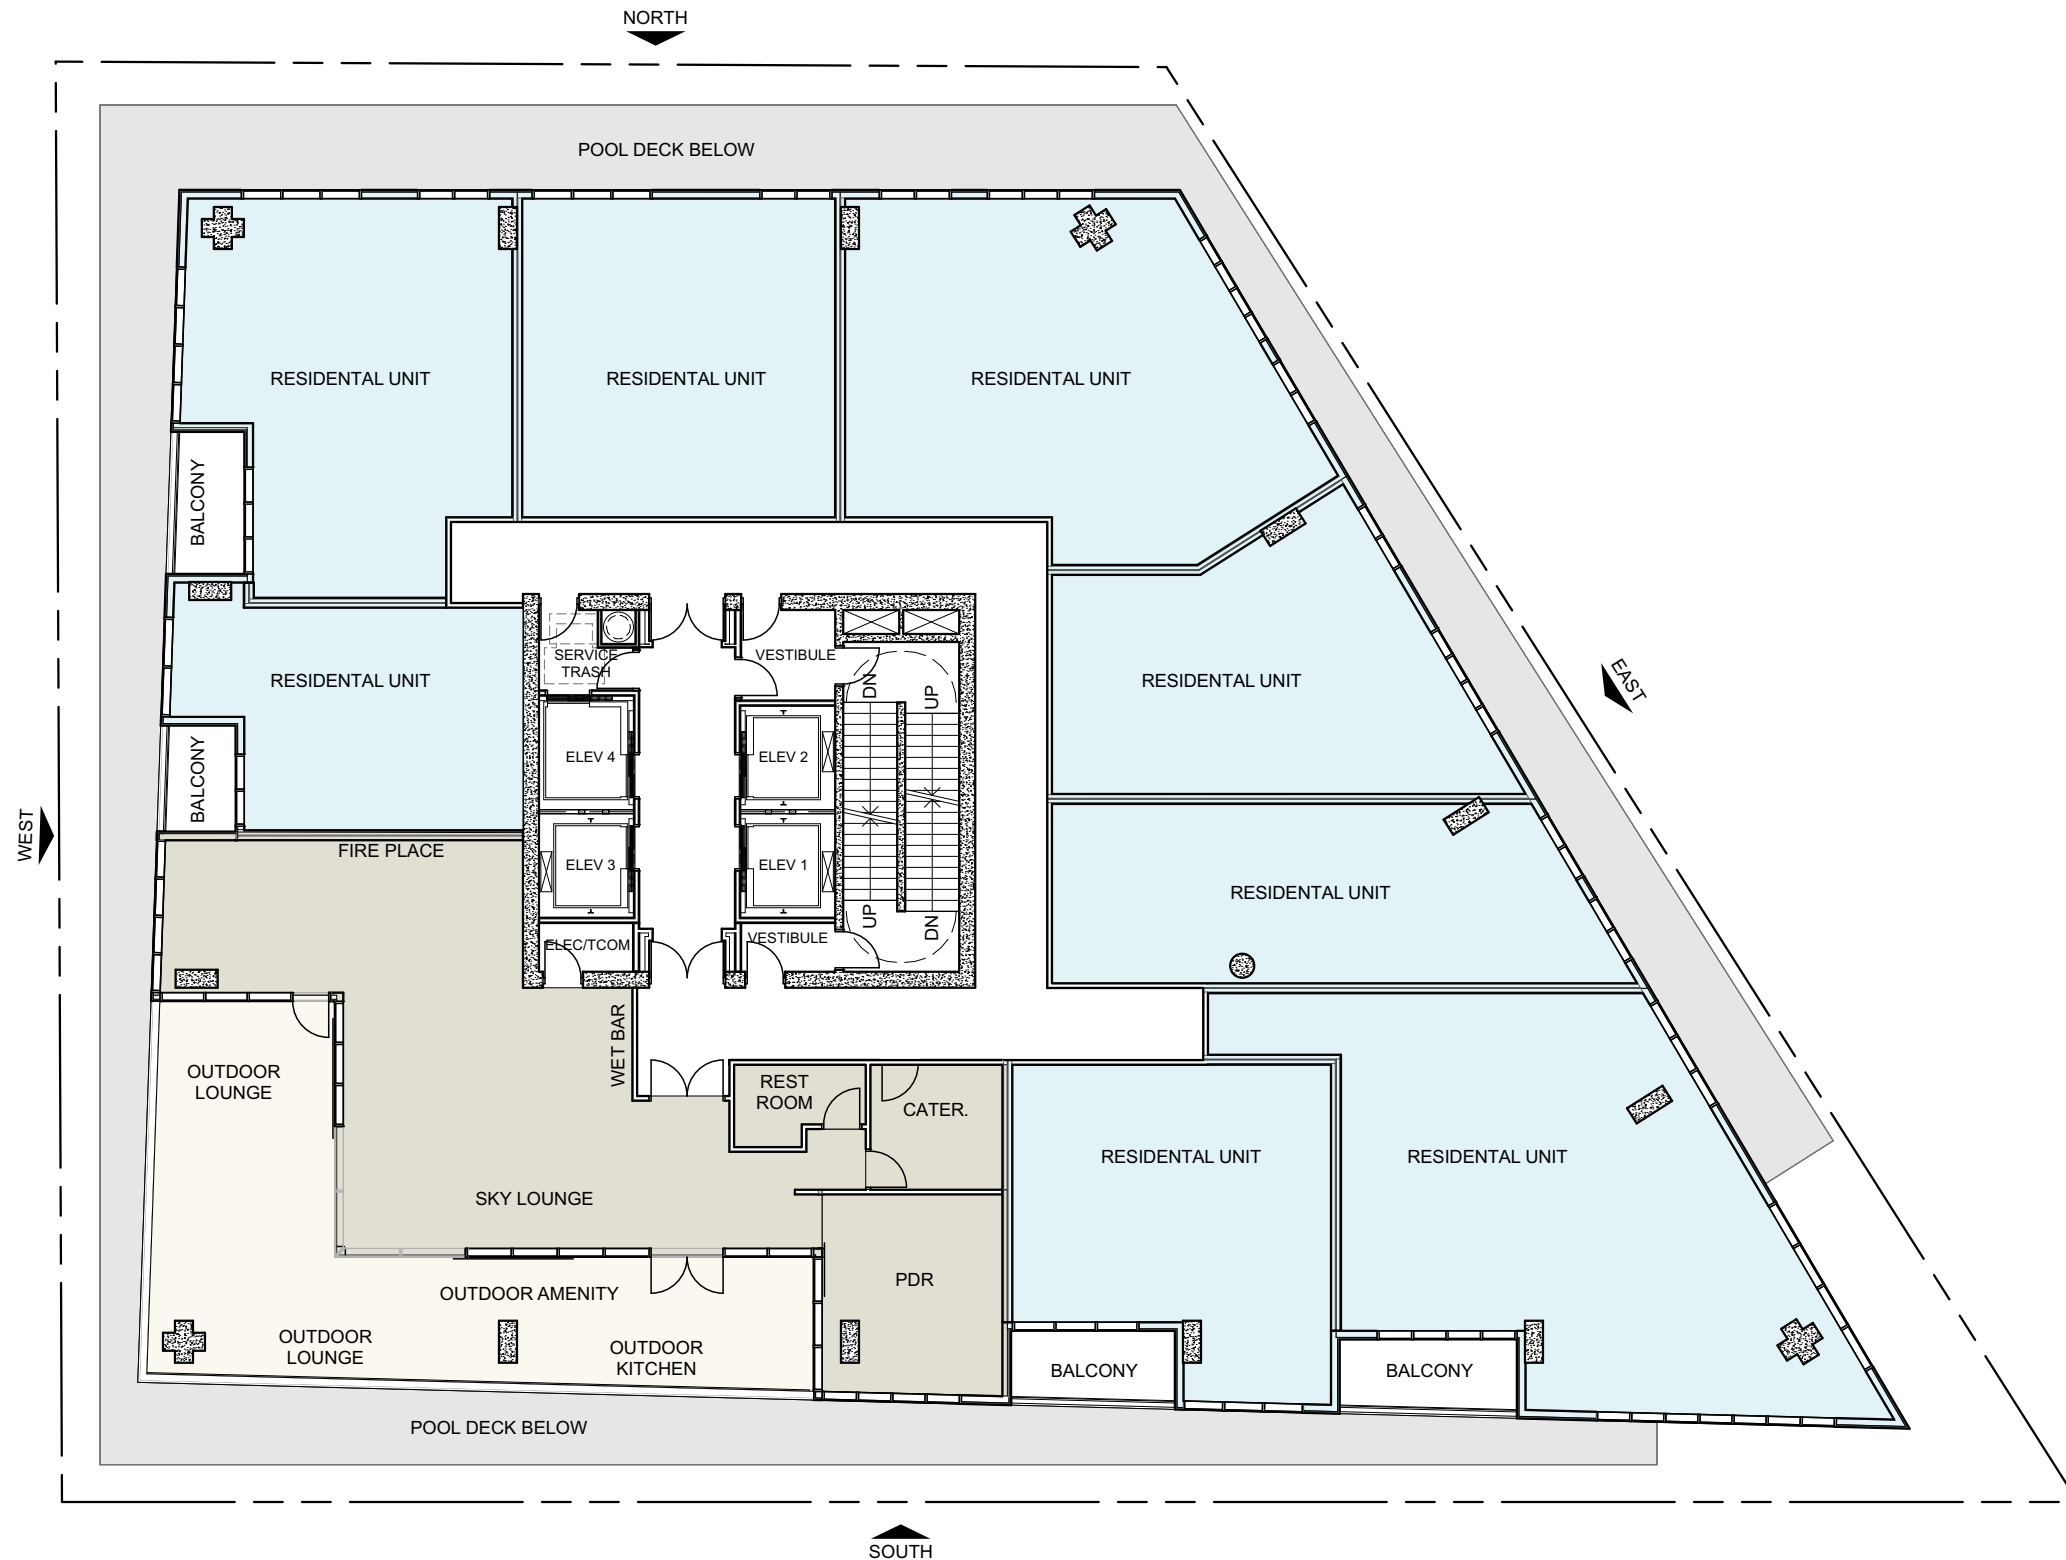 NORTH
POOL DECK BELOW
RESIDENTAL UNIT
RESIDENTAL UNIT
RESIDENTAL UNIT
BALCONY
SERVICE
TRASH
VESTIBULE
DN
UP
RESIDENTAL UNIT
RESIDENTAL UNIT
EAST
BALCONY
ELEV 4
ELEV 2
WEST
FIRE PLACE
ELEV 3
ELEV 1
RESIDENTAL UNIT
UP
DN
ELEC/TCOM
VESTIBULE
WET BAR
OUTDOOR
LOUNGE
REST
ROOM
CATER.
RESIDENTAL UNIT
RESIDENTAL UNIT
SKY LOUNGE
PDR
OUTDOOR AMENITY
OUTDOOR
LOUNGE
OUTDOOR
KITCHEN
BALCONY
BALCONY
POOL DECK BELOW
SOUTH